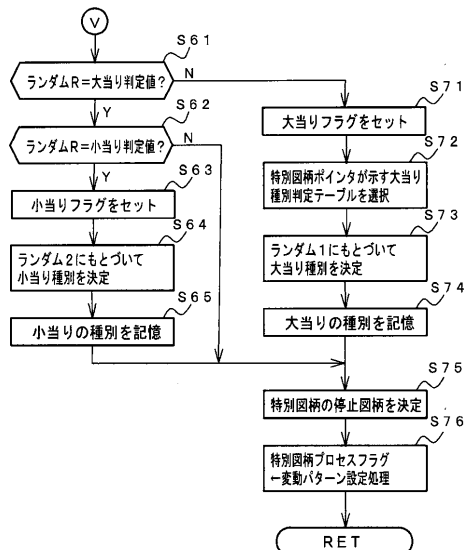 V
S61
ランダムR=大当り判定値?
N
Y
S62
ランダムR=小当り判定値?
N
Y
S63
小当りフラグをセット
S64
ランダム2にもとづいて
小当り種別を決定
S65
小当りの種別を記憶
S71
大当りフラグをセット
S72
特別図柄ポインタが示す大当り
種別判定テーブルを選択
S73
ランダム1にもとづいて
大当り種別を決定
S74
大当りの種別を記憶
S75
特別図柄の停止図柄を決定
S76
特別図柄プロセスフラグ
←変動パターン設定処理
RET